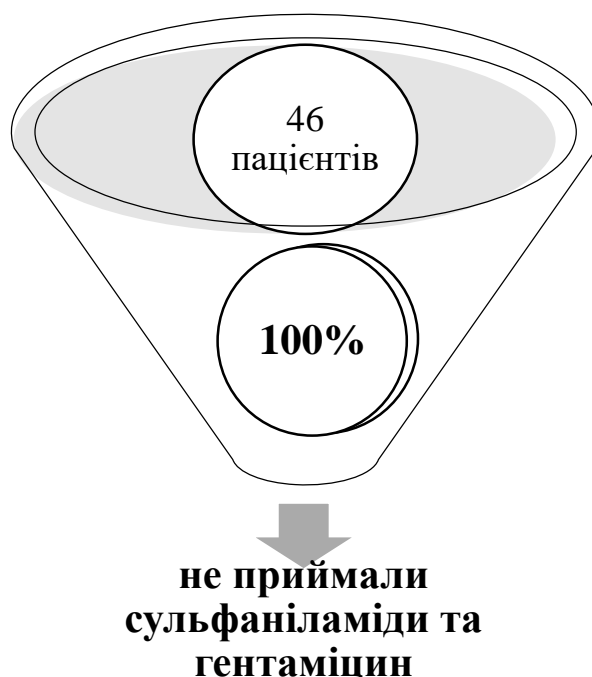 46
пацієнтів
100%
не приймали
сульфаніламіди та
гентаміцин